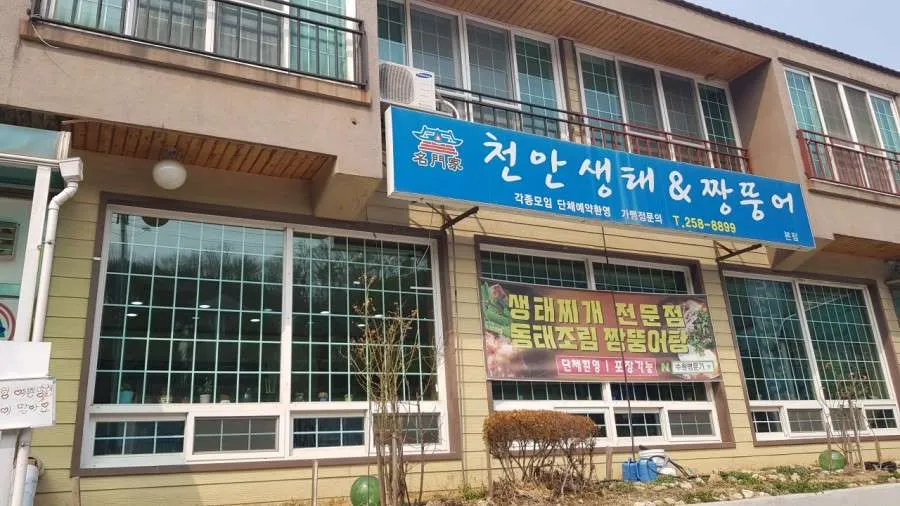 名門家
천안생태&짱뚱어
각종모임 단체예약환영 가맹점문의 T.258-8899
본점
생태찌개 전문점
동태조림 짱뚱어탕
단체환영 | 포장가능
N
SAMSUNG